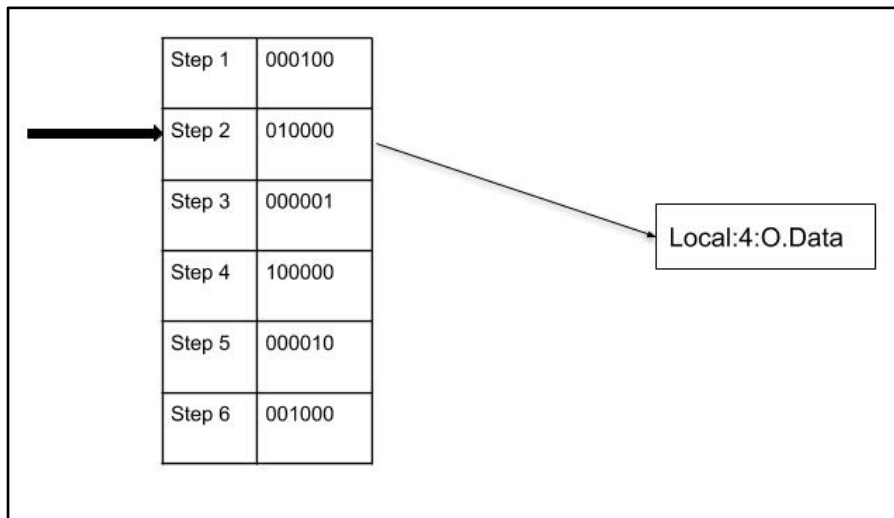 Step 1 000100
Step 2 010000
Step 3 000001
Local:4:O.Data
Step 4 100000
Step 5 000010
Step 6 001000